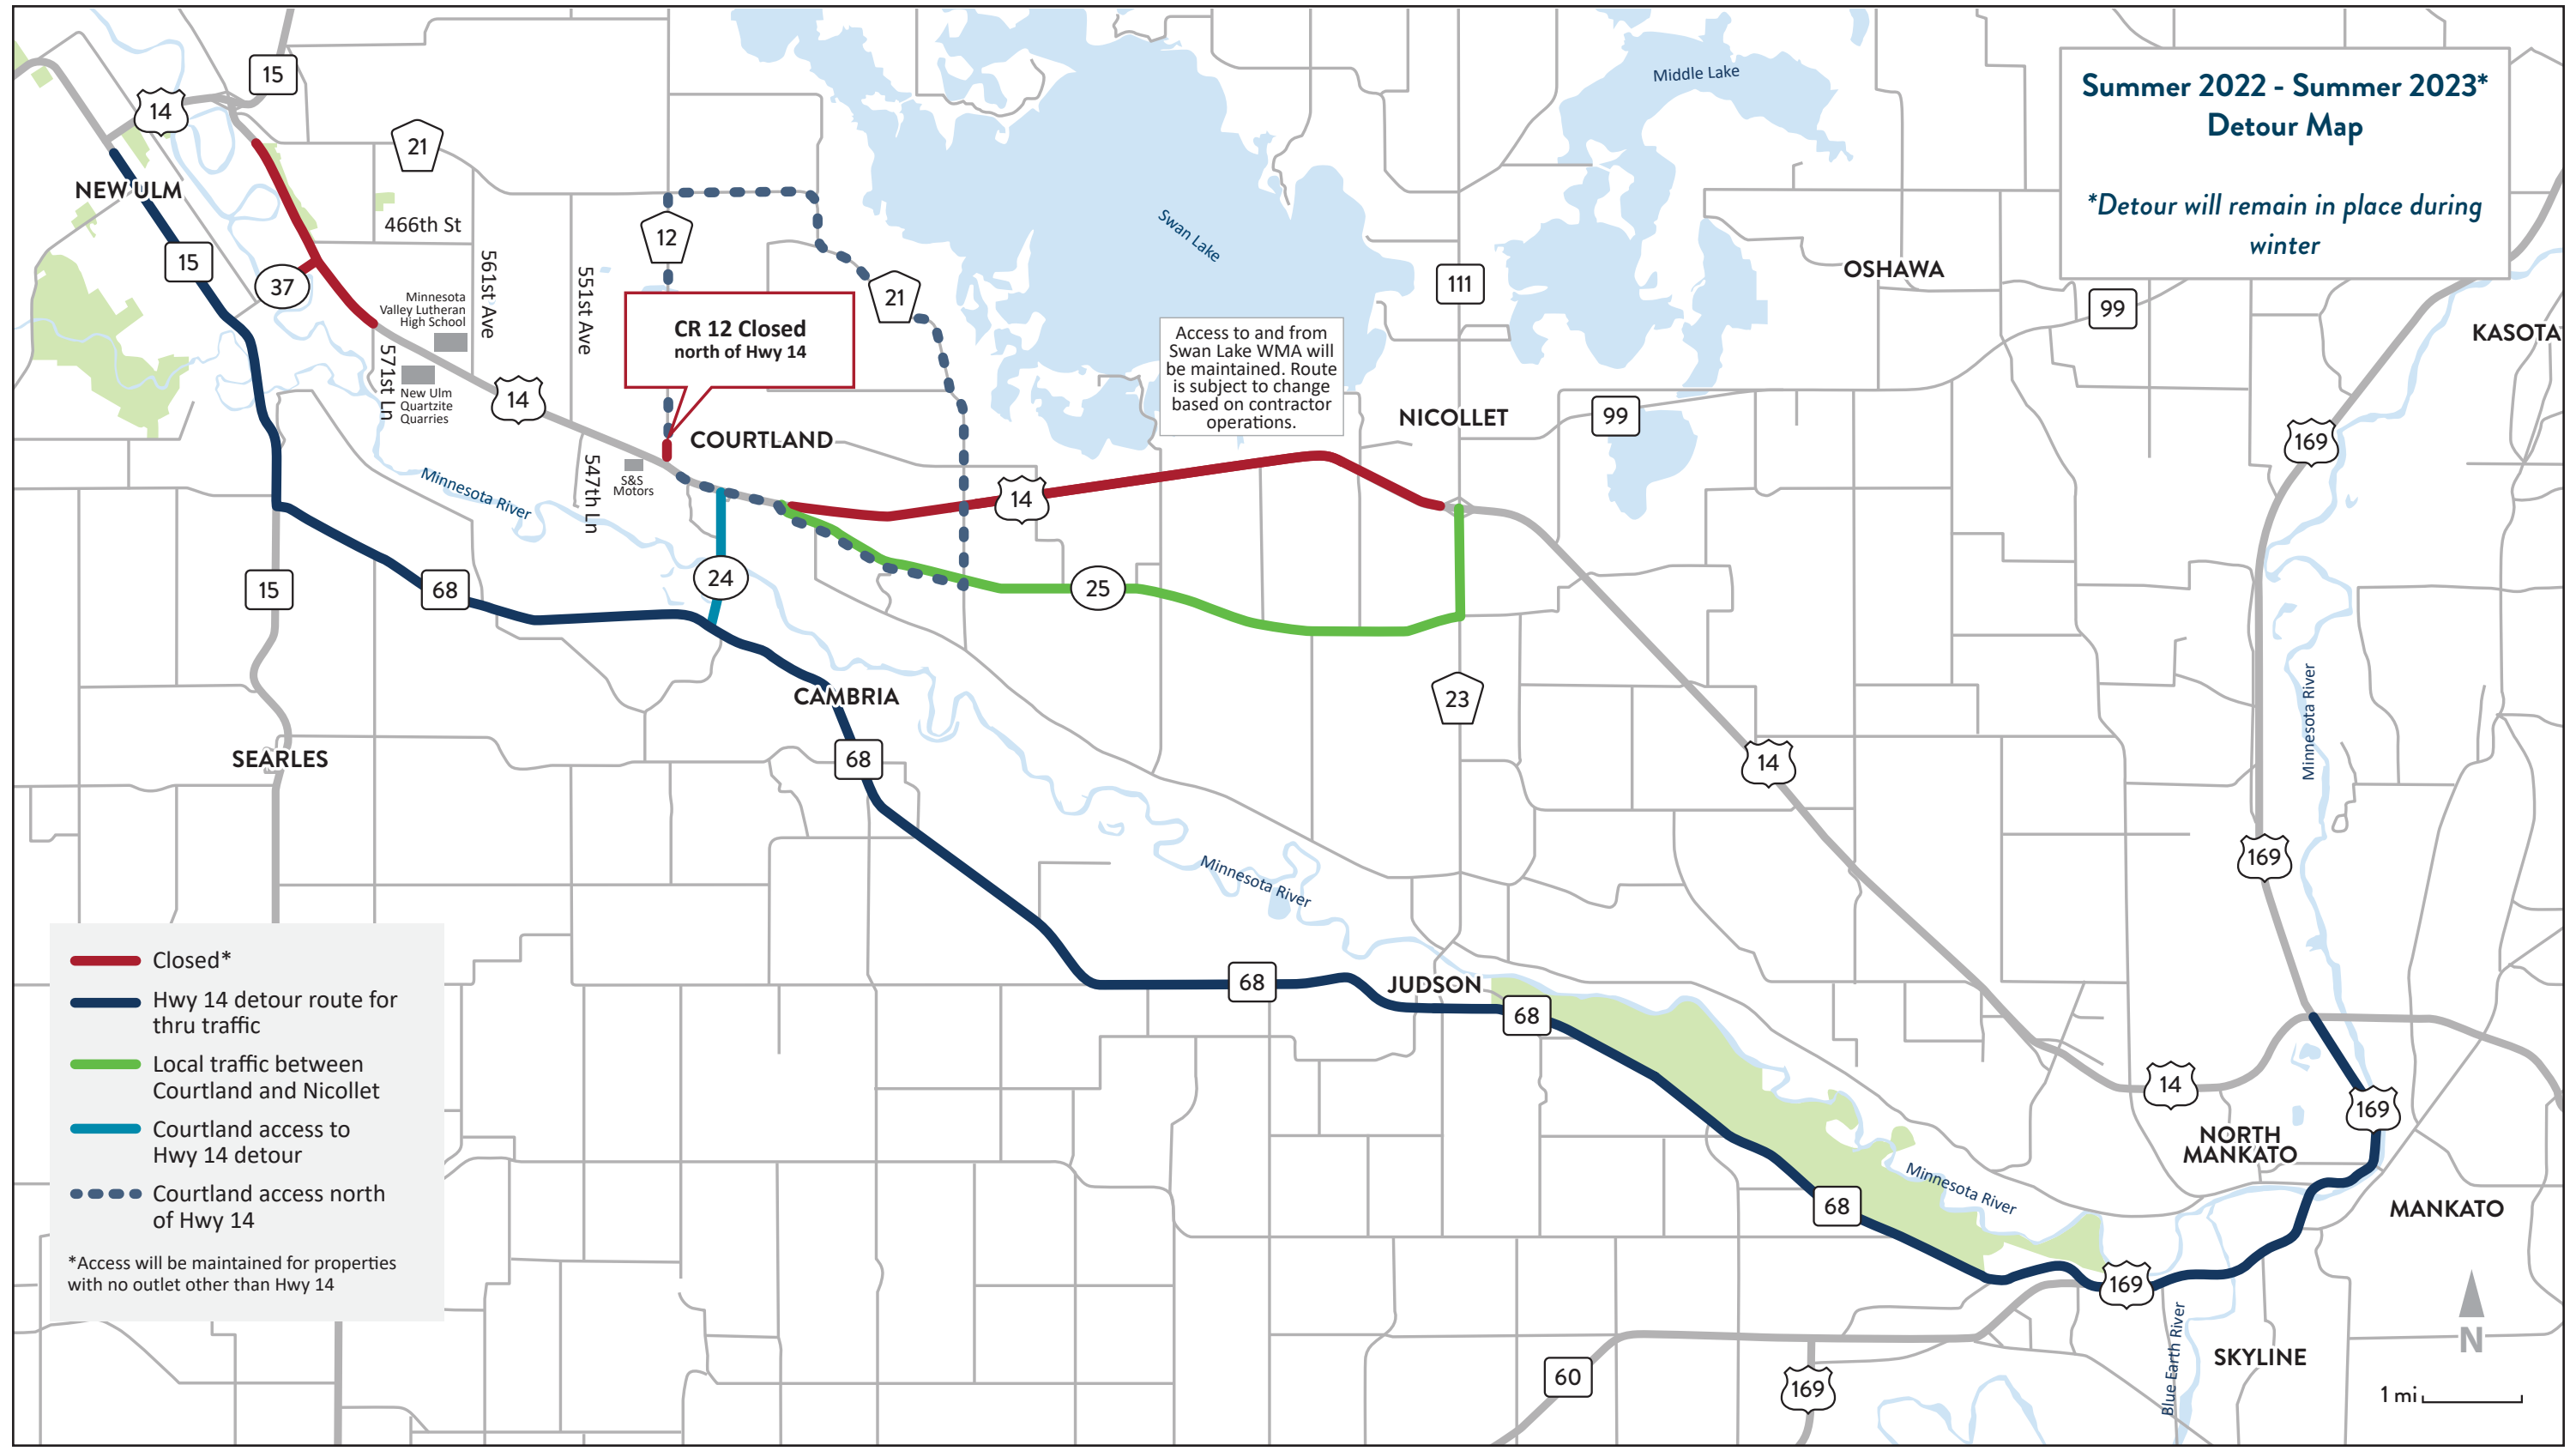 Summer 2022 - Summer 2023*
Detour Map
*Detour will remain in place during
winter
15
14
21
NEW ULM
466th St
15
37
12
561st Ave
551st Ave
21
Minnesota
Valley Lutheran
High School
571st Ln
New Ulm
Quartzite
Quarries
14
CR 12 Closed
north of Hwy 14
COURTLAND
S&S
Motors
547th Ln
Minnesota River
Swan Lake
Middle Lake
111
Access to and from
Swan Lake WMA will
be maintained. Route
is subject to change
based on contractor
operations.
NICOLLET
99
OSHAWA
99
KASOTA
169
14
15
68
24
25
23
CAMBRIA
68
SEARLES
14
Minnesota River
169
Minnesota River
68
JUDSON
68
14
169
NORTH
MANKATO
MANKATO
Minnesota River
68
169
Blue Earth River
SKYLINE
60
169
N
1 mi
Closed*
Hwy 14 detour route for
thru traffic
Local traffic between
Courtland and Nicollet
Courtland access to
Hwy 14 detour
Courtland access north
of Hwy 14
*Access will be maintained for properties
with no outlet other than Hwy 14